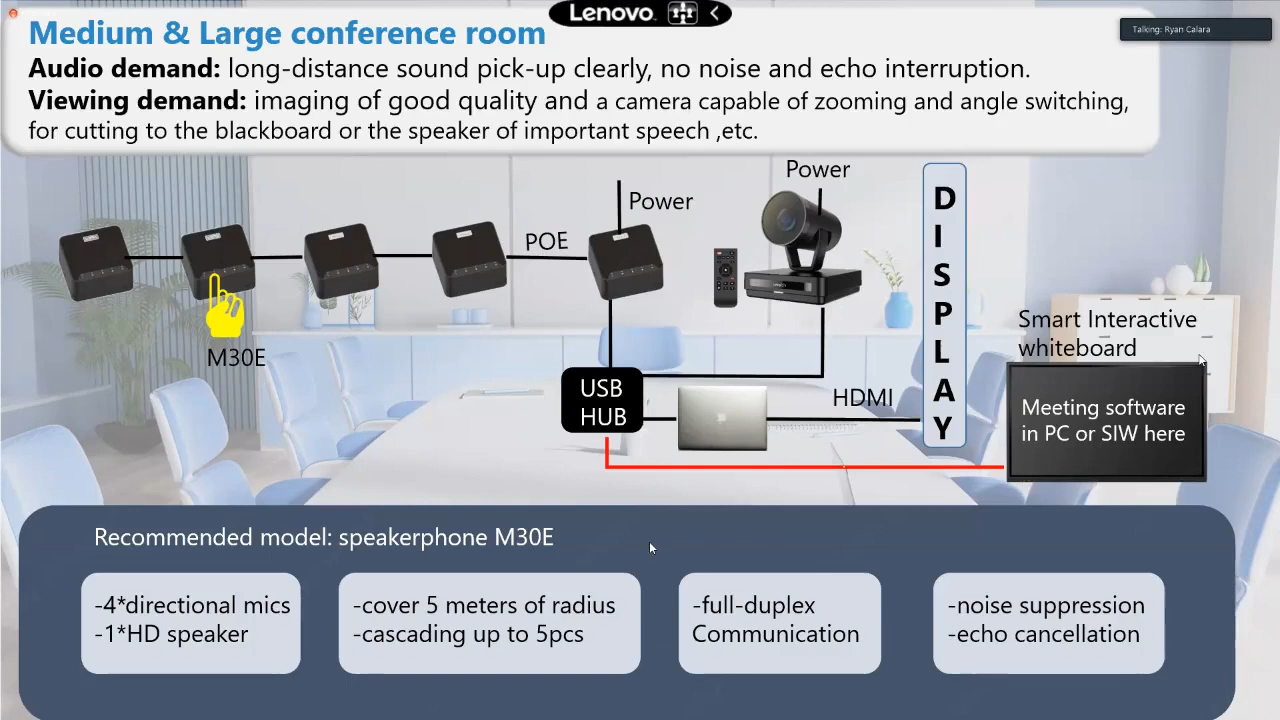 Lenovo
Talking: Ryan Calara
Medium & Large conference room
Audio demand: long-distance sound pick-up clearly, no noise and echo interruption.
Viewing demand: imaging of good quality and a camera capable of zooming and angle switching,
for cutting to the blackboard or the speaker of important speech ,etc.
Power
Power
POE
M30E
USB
HUB
HDMI
DISPLAY
Smart Interactive
whiteboard
Meeting software
in PC or SIW here
Recommended model: speakerphone M30E
-4*directional mics
-1*HD speaker
-cover 5 meters of radius
-cascading up to 5pcs
-full-duplex
Communication
-noise suppression
-echo cancellation